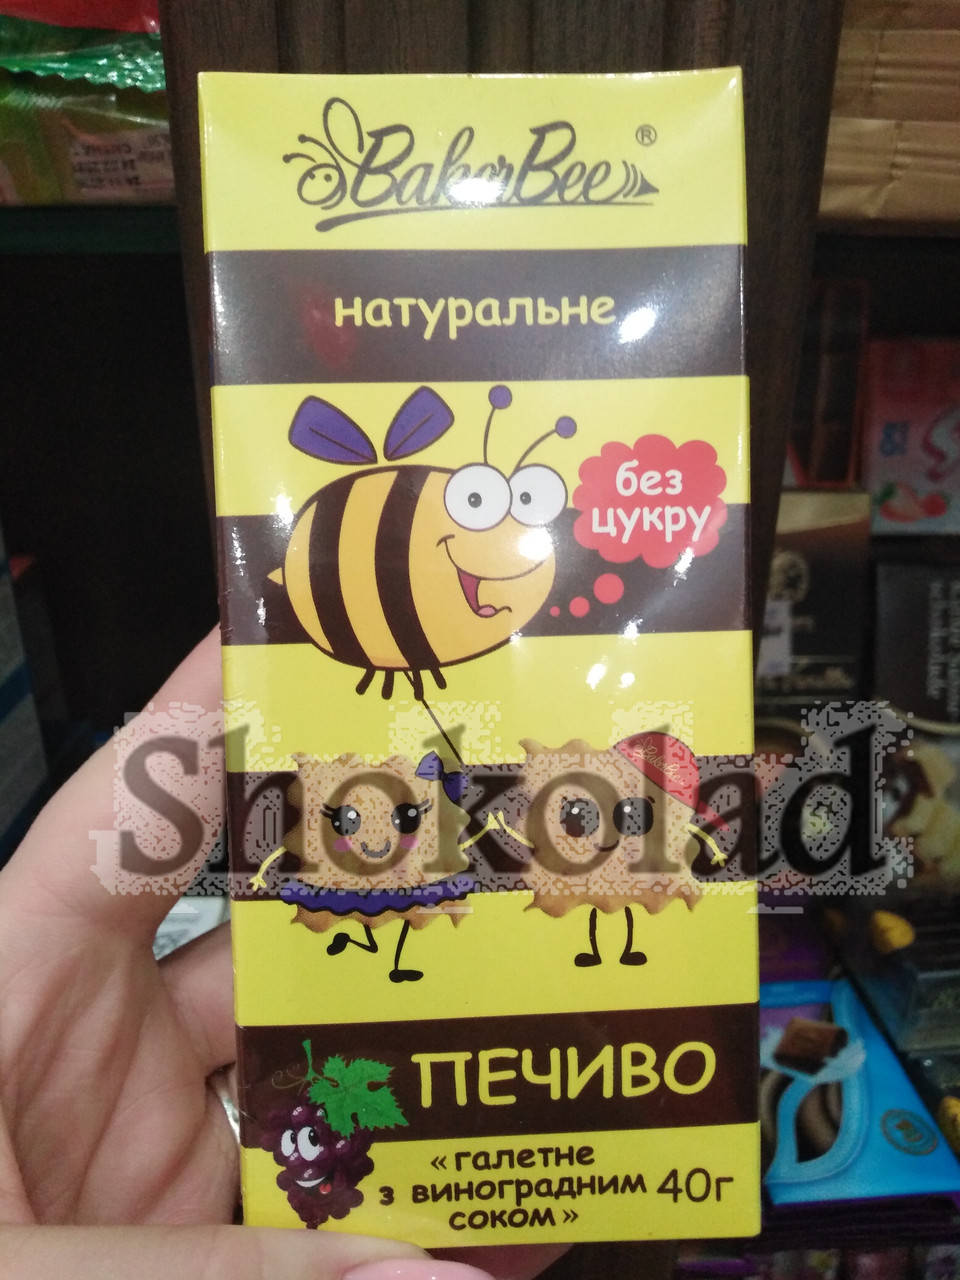 BakerBee®
натуральне
без
цукру
Shokolad
ПЕЧИВО
«галетне
з виноградним 40г
соком»